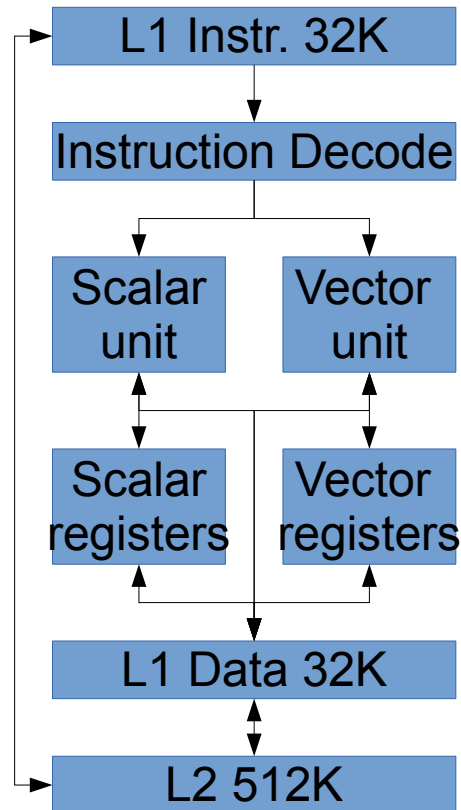 L1 Instr. 32K
Instruction Decode
Scalar
unit
Vector
unit
Scalar
registers
Vector
registers
L1 Data 32K
L2 512K